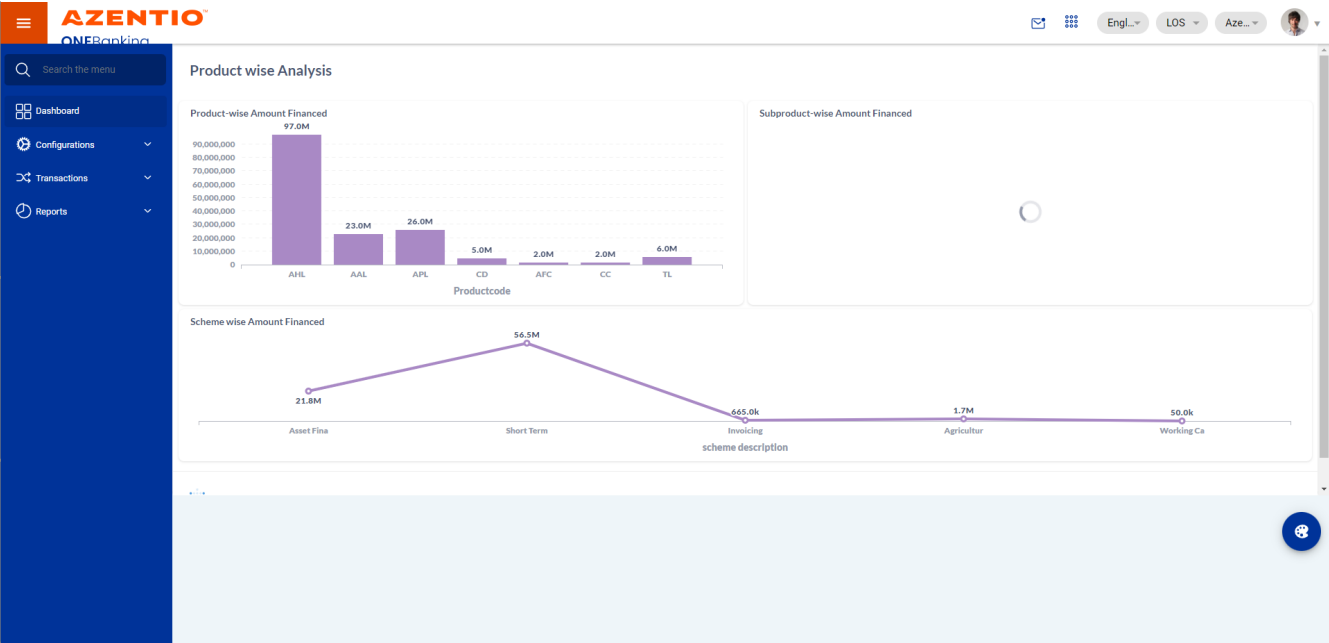 AZENTIO
ONEBanking
Engl...
LOS
Aze...
Search the menu
Dashboard
Configurations
Transactions
Reports
Product wise Analysis
Product-wise Amount Financed
97.0M
90,000,000
80,000,000
70,000,000
60,000,000
50,000,000
40,000,000
30,000,000
20,000,000
10,000,000
0
23.0M
26.0M
5.0M
2.0M
2.0M
6.0M
AHL AAL APL CD AFC CC TL
Productcode
Subproduct-wise Amount Financed
Scheme wise Amount Financed
21.8M
56.5M
665.0k
1.7M
50.0k
Asset Fina Short Term Invoicing Agricultur Working Ca
scheme description